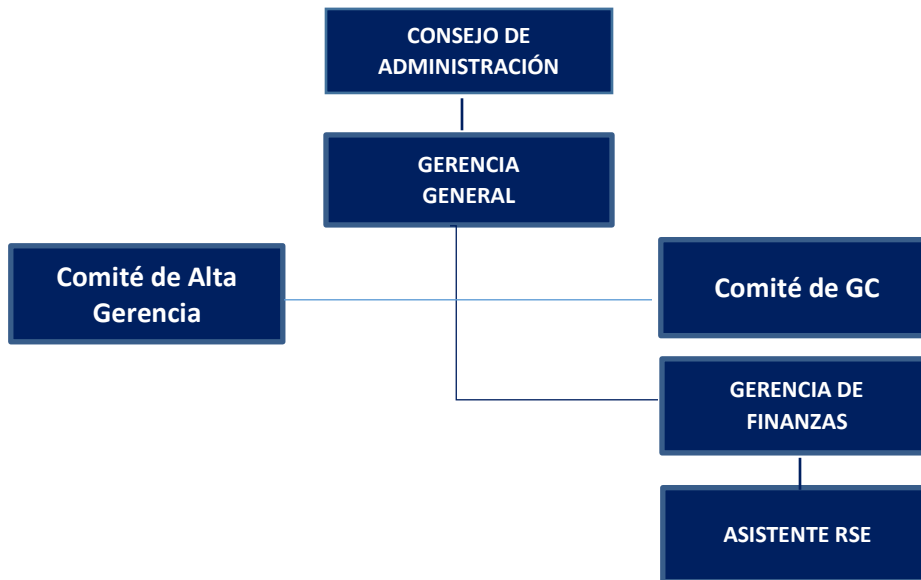 CONSEJO DE
ADMINISTRACIÓN
GERENCIA
GENERAL
Comité de Alta
Gerencia
Comité de GC
GERENCIA DE
FINANZAS
ASISTENTE RSE